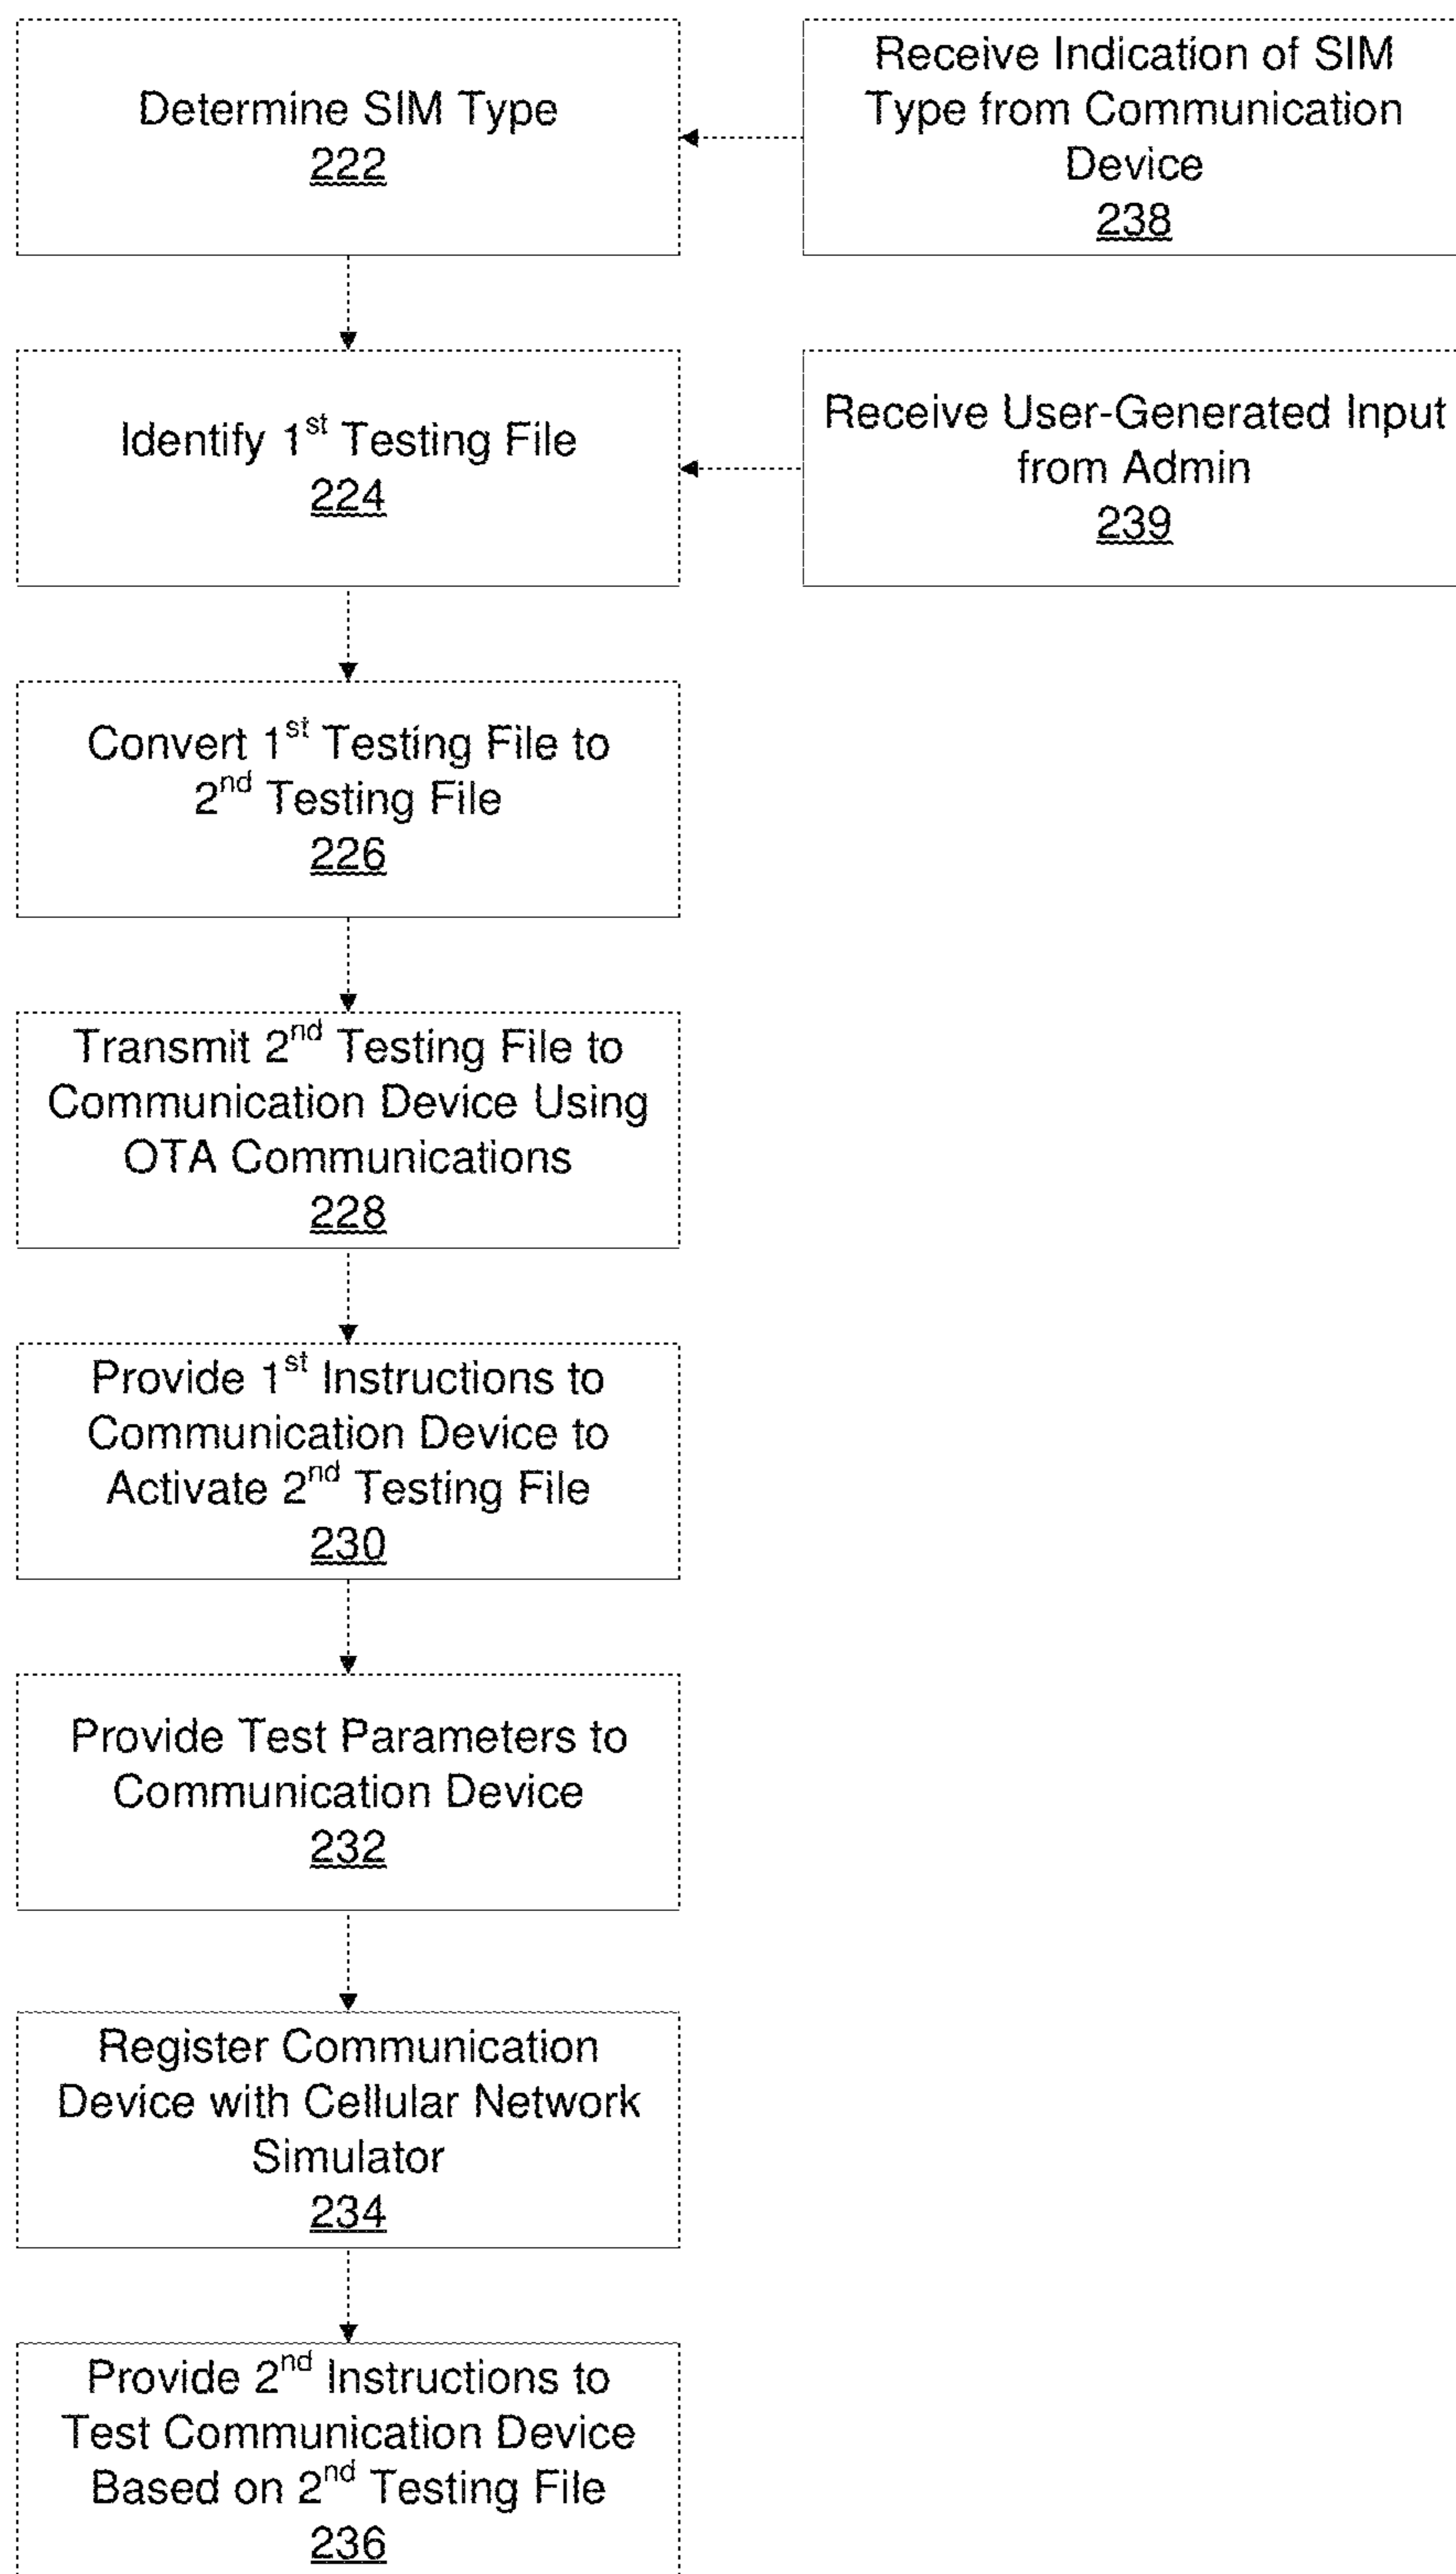 Determine SIM Type
222
Receive Indication of SIM
Type from Communication
Device
238
Identify 1st Testing File
224
Receive User-Generated Input
from Admin
239
Convert 1st Testing File to
2nd Testing File
226
Transmit 2nd Testing File to
Communication Device Using
OTA Communications
228
Provide 1st Instructions to
Communication Device to
Activate 2nd Testing File
230
Provide Test Parameters to
Communication Device
232
Register Communication
Device with Cellular Network
Simulator
234
Provide 2nd Instructions to
Test Communication Device
Based on 2nd Testing File
236